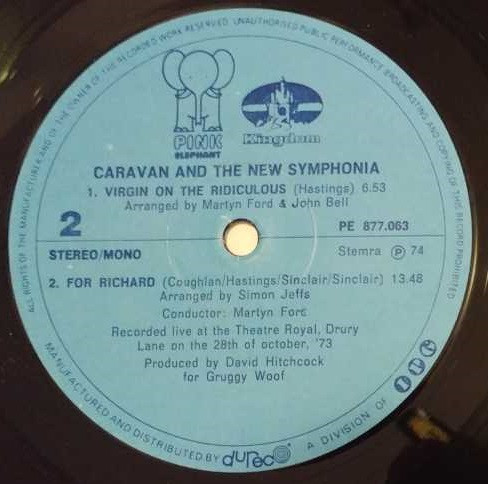 ALL RIGHTS OF THE MANUFACTURER AND OF THE OWNER OF THE RECORDED WORK RESERVED. UNAUTHORISED PUBLIC PERFORMANCE, BROADCASTING AND COPYING OF THIS RECORD PROHIBITED
PINK
ELEPHANT
Kingdom
CARAVAN AND THE NEW SYMPHONIA
1. VIRGIN ON THE RIDICULOUS (Hastings) 6.53
Arranged by Martyn Ford & John Bell
2
PE 877.063
STEREO/MONO
Stemra Ⓟ 74
2. FOR RICHARD (Coughlan/Hastings/Sinclair/Sinclair) 13.48
Arranged by Simon Jeffs
Conductor: Martyn Ford
Recorded live at the Theatre Royal, Drury
Lane on the 28th of october, '73
Produced by David Hitchcock
for Gruggy Woof
MANUFACTURED AND DISTRIBUTED BY dureco A DIVISION OF